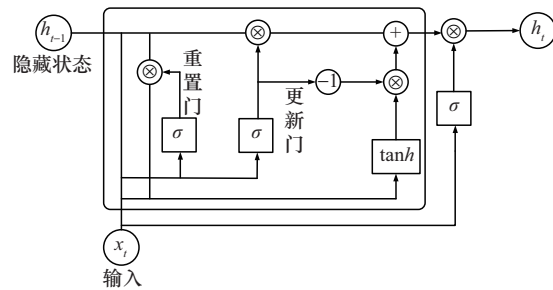 h_{t-1}
隐藏状态
⊗
+
⊗
h_t
⊗
重置门
σ
更新门
σ
−1
⊗
σ
tanh
x_t
输入